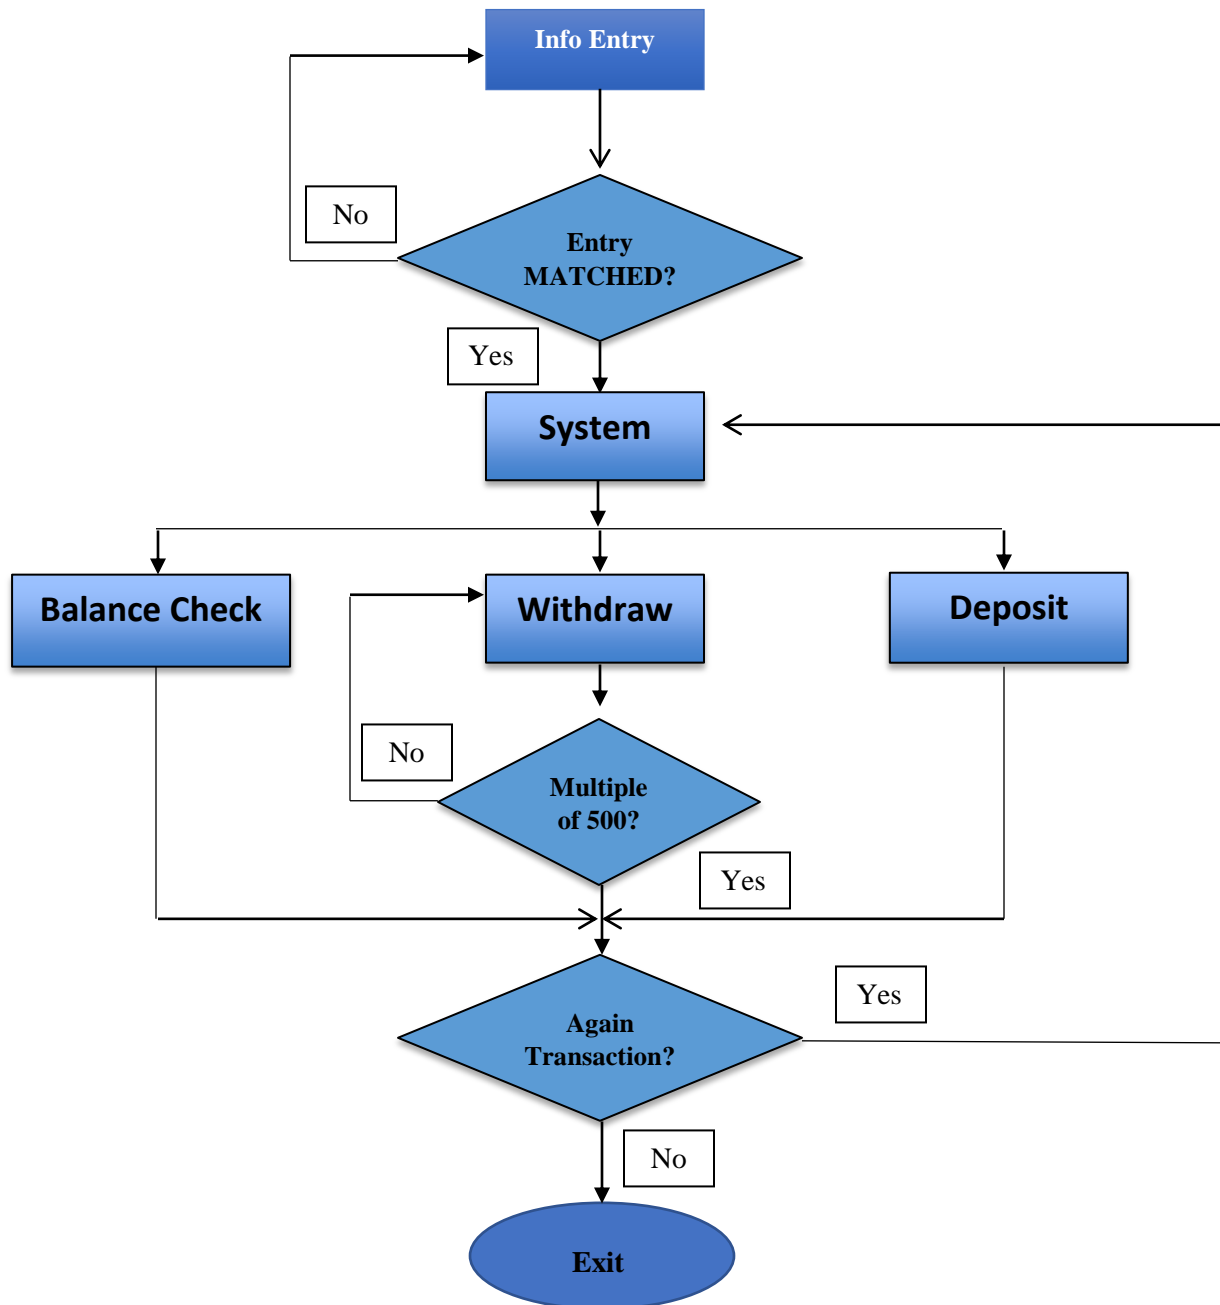 Info Entry
No
Entry
MATCHED?
Yes
System
Balance Check
Withdraw
Deposit
No
Multiple
of 500?
Yes
Again
Transaction?
Yes
No
Exit